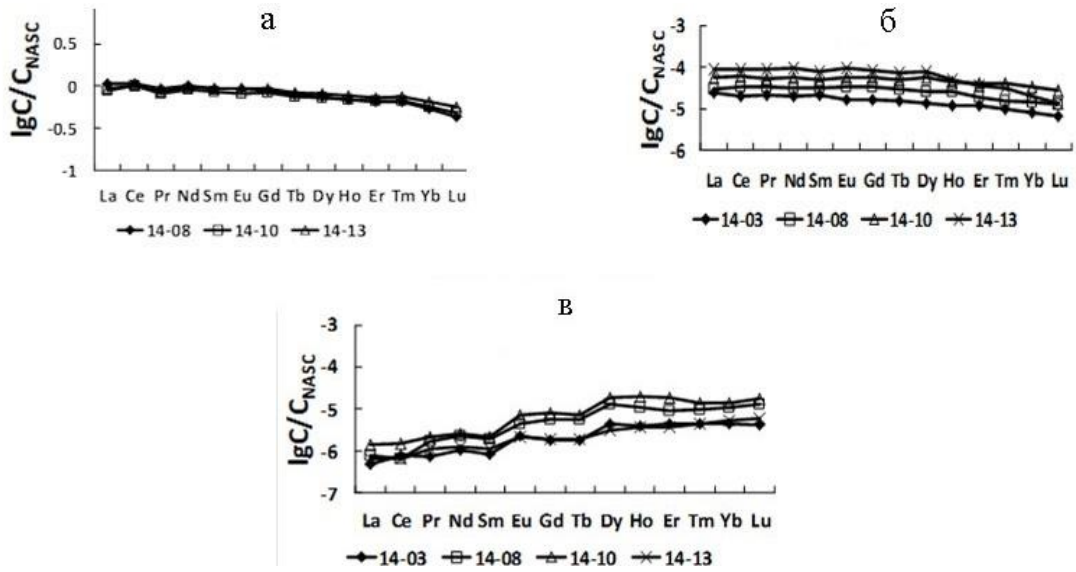 а
lgC/C NASC
0.5
0
-0.5
-1
La Ce Pr Nd Sm Eu Gd Tb Dy Ho Er Tm Yb Lu
14-08 14-10 14-13
б
lgC/C NASC
-3
-4
-5
-6
La Ce Pr Nd Sm Eu Gd Tb Dy Ho Er Tm Yb Lu
14-03 14-08 14-10 14-13
в
lgC/C NASC
-3
-4
-5
-6
-7
La Ce Pr Nd Sm Eu Gd Tb Dy Ho Er Tm Yb Lu
14-03 14-08 14-10 14-13